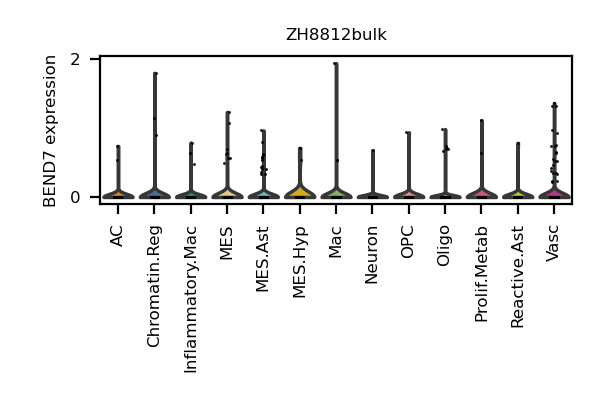 ZH8812bulk
BEND7 expression
2
0
AC
Chromatin.Reg
Inflammatory.Mac
MES
MES.Ast
MES.Hyp
Mac
Neuron
OPC
Oligo
Prolif.Metab
Reactive.Ast
Vasc